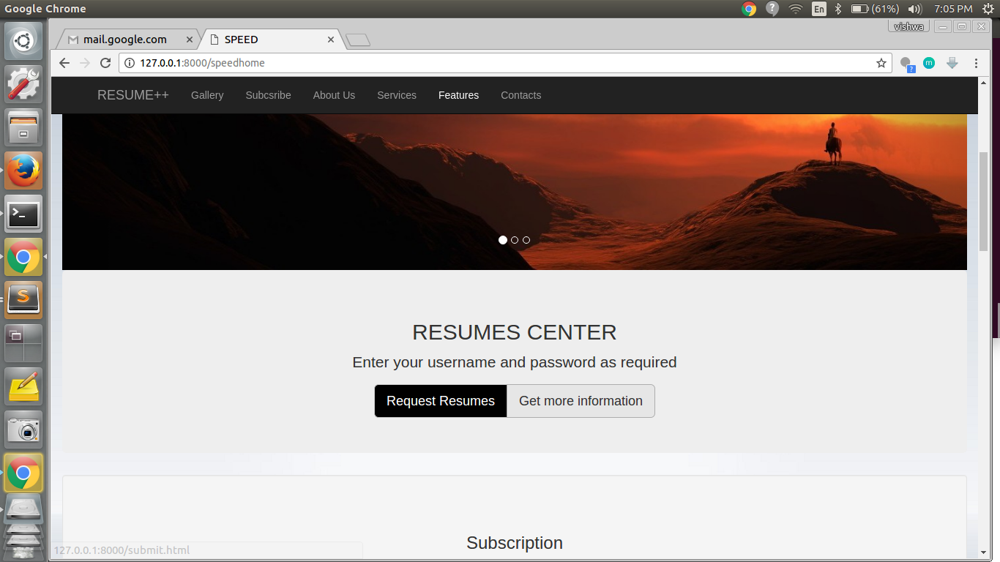 Google Chrome
En
(61%)
7:05 PM
vishwa
mail.google.com
SPEED
127.0.0.1:8000/speedhome
?
m
RESUME++ Gallery Subcsribe About Us Services Features Contacts
RESUMES CENTER
Enter your username and password as required
Request Resumes Get more information
Subscription
127.0.0.1:8000/submit.html